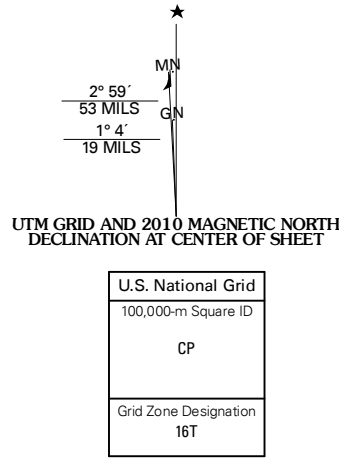 ★
MN
2° 59´
53 MILS
GN
1° 4´
19 MILS
UTM GRID AND 2010 MAGNETIC NORTH
DECLINATION AT CENTER OF SHEET
U.S. National Grid
100,000-m Square ID
CP
Grid Zone Designation
16T